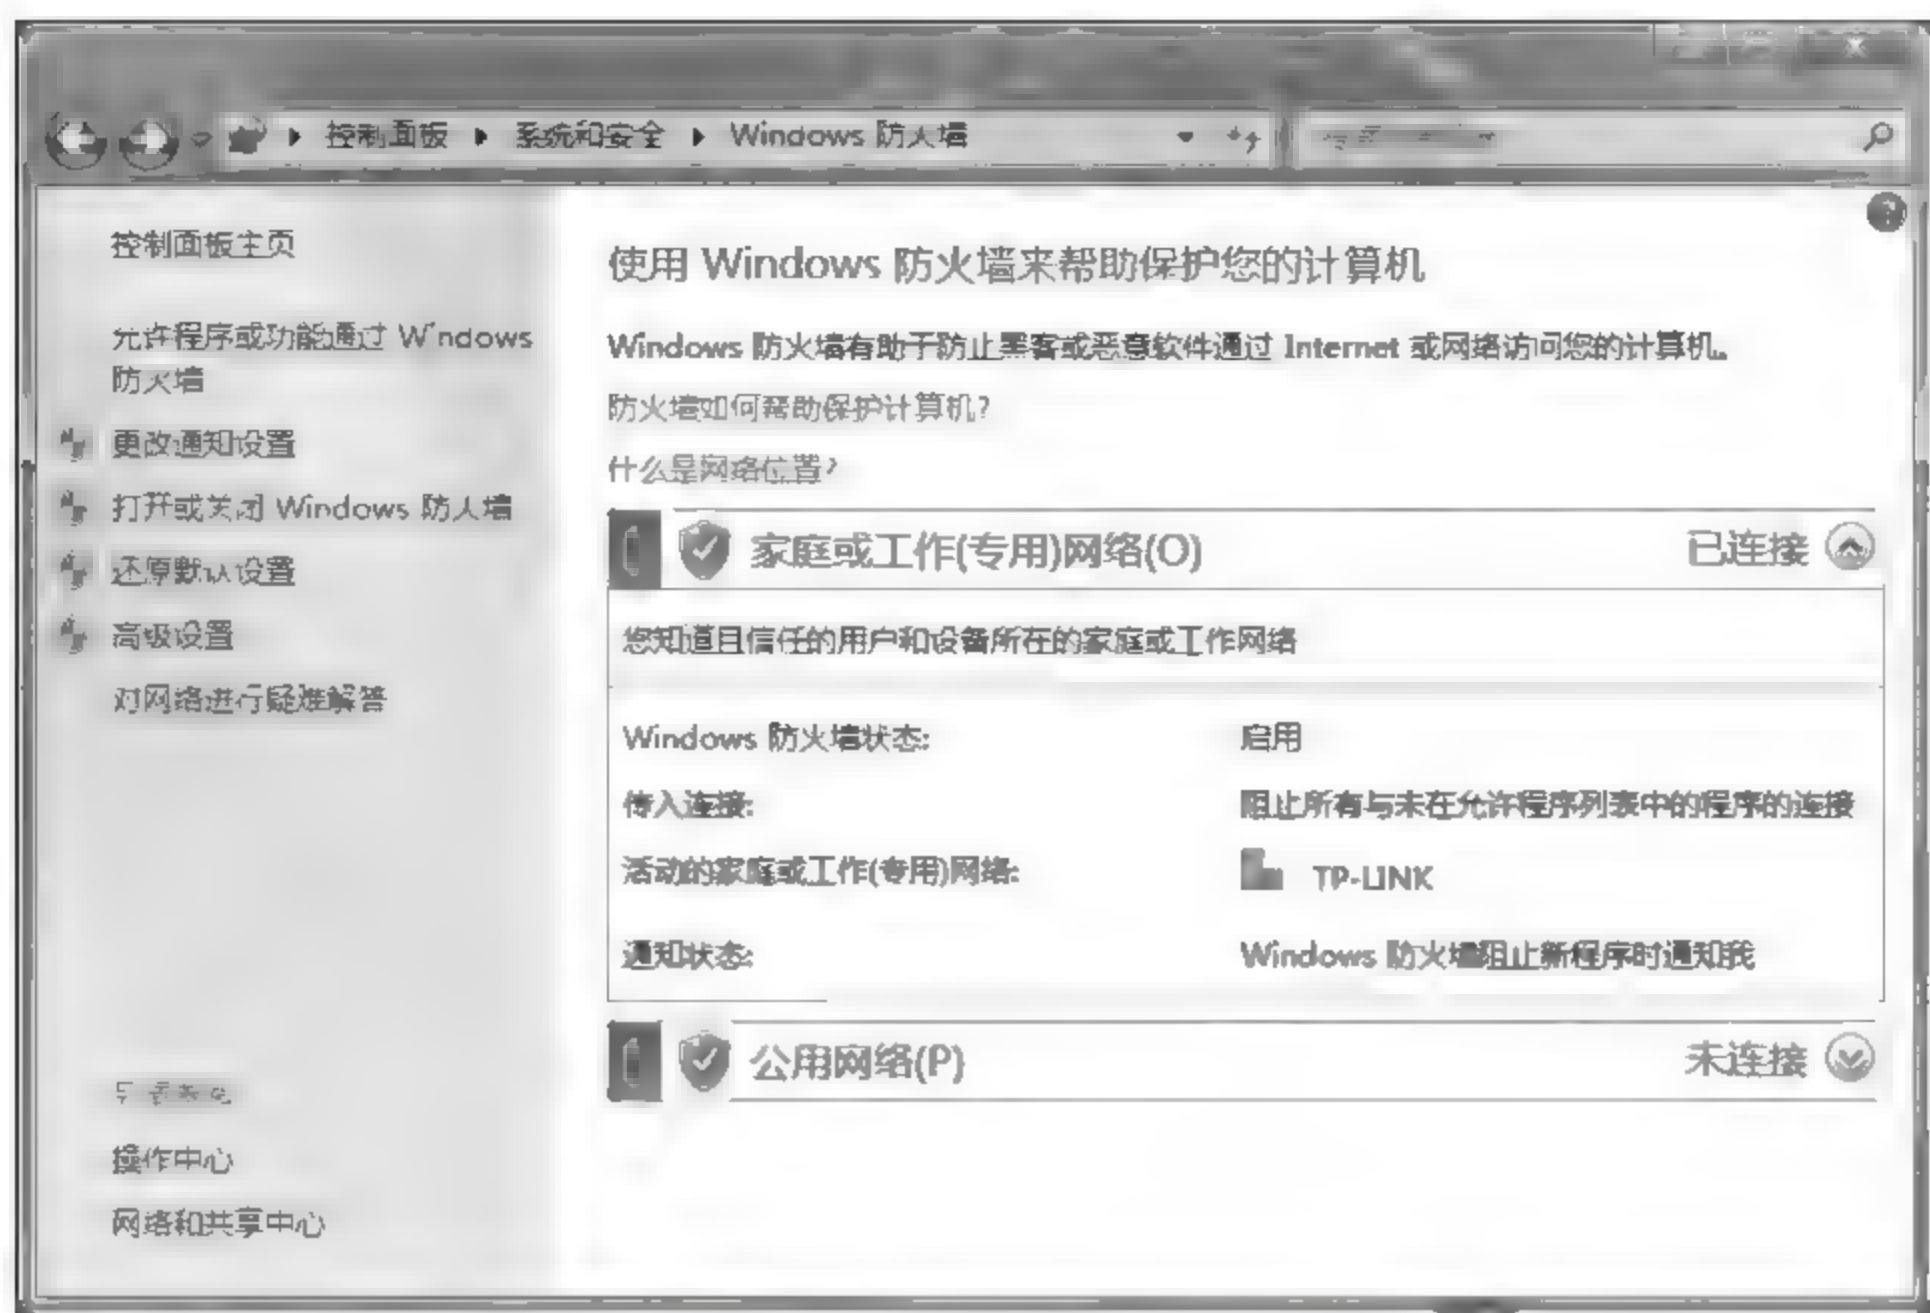 控制面板 ▸ 系统和安全 ▸ Windows 防火墙
控制面板主页
允许程序或功能通过 Windows
防火墙
更改通知设置
打开或关闭 Windows 防火墙
还原默认设置
高级设置
对网络进行疑难解答
操作中心
网络和共享中心
使用 Windows 防火墙来帮助保护您的计算机
Windows 防火墙有助于防止黑客或恶意软件通过 Internet 或网络访问您的计算机。
防火墙如何帮助保护计算机?
什么是网络位置?
家庭或工作(专用)网络(O) 已连接
您知道且信任的用户和设备所在的家庭或工作网络
Windows 防火墙状态: 启用
传入连接: 阻止所有与未在允许程序列表中的程序的连接
活动的家庭或工作(专用)网络: TP-LINK
通知状态: Windows 防火墙阻止新程序时通知我
公用网络(P) 未连接